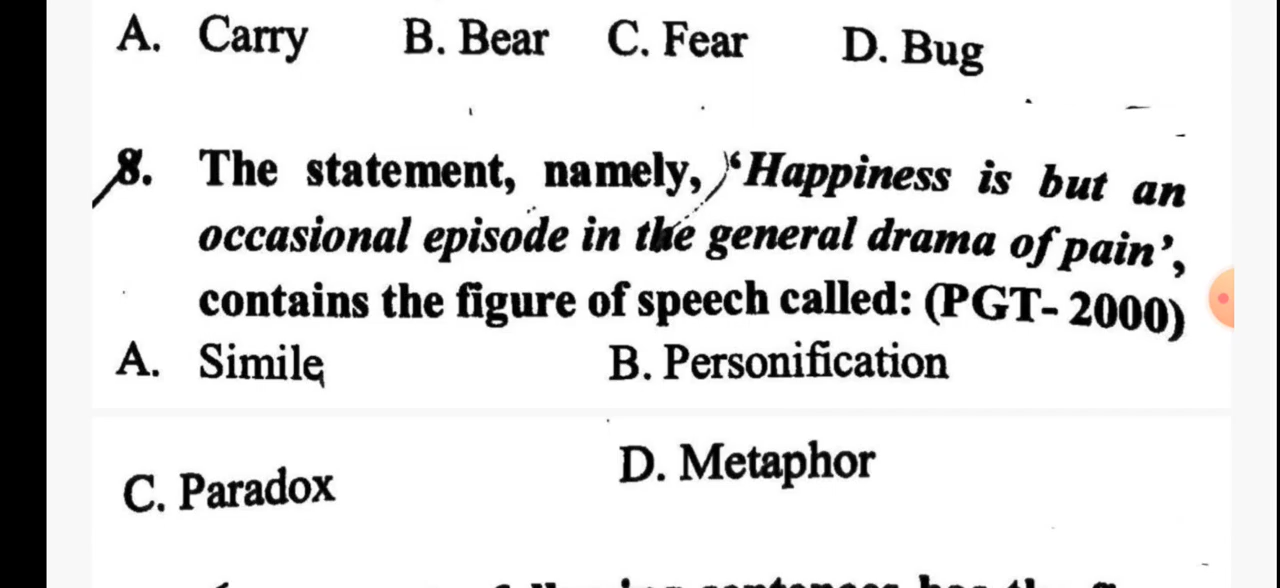 A. Carry B. Bear C. Fear D. Bug
8. The statement, namely, ‘Happiness is but an
occasional episode in the general drama of pain’,
contains the figure of speech called: (PGT- 2000)
A. Simile B. Personification
C. Paradox D. Metaphor